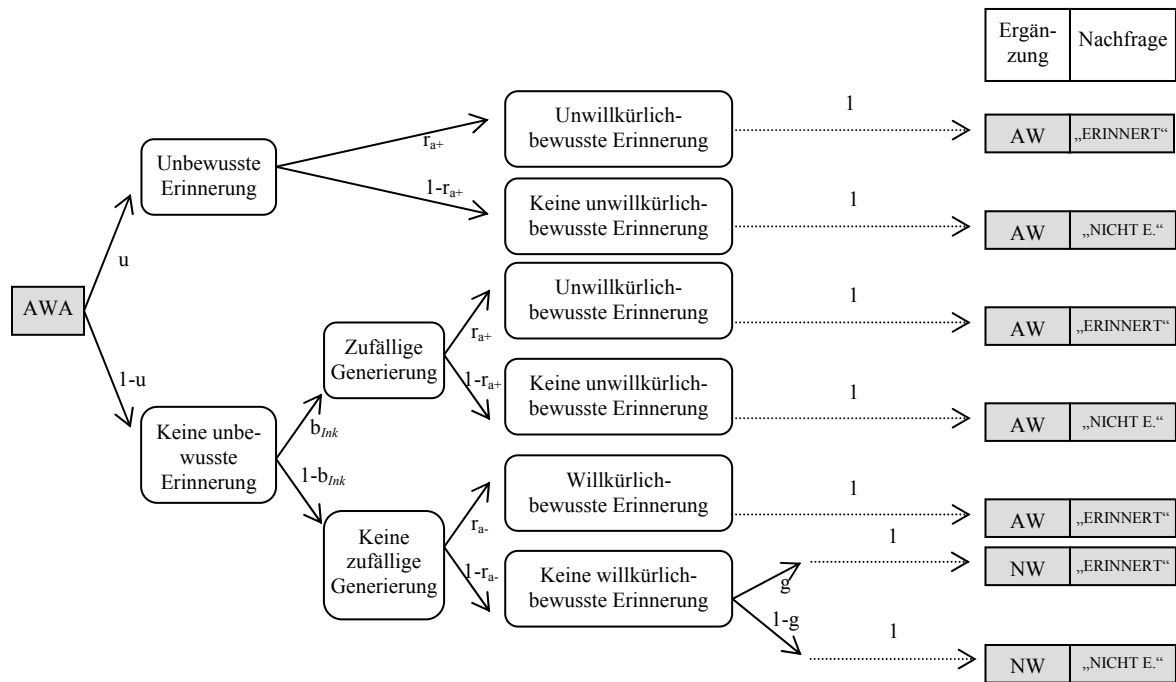 Ergän-
zung
Nachfrage
1
Unwillkürlich-
bewusste Erinnerung
AW
„ERINNERT“
r_a+
Unbewusste
Erinnerung
1-r_a+
1
Keine unwillkürlich-
bewusste Erinnerung
AW
„NICHT E.“
u
AWA
1
Unwillkürlich-
bewusste Erinnerung
AW
„ERINNERT“
r_a+
Zufällige
Generierung
1-r_a+
1
Keine unwillkürlich-
bewusste Erinnerung
AW
„NICHT E.“
1-u
b_Ink
Keine unbe-
wusste
Erinnerung
1-b_Ink
1
Willkürlich-
bewusste Erinnerung
AW
„ERINNERT“
r_a-
Keine
zufällige
Generierung
1-r_a-
Keine willkürlich-
bewusste Erinnerung
g
1
NW
„ERINNERT“
1-g
1
NW
„NICHT E.“